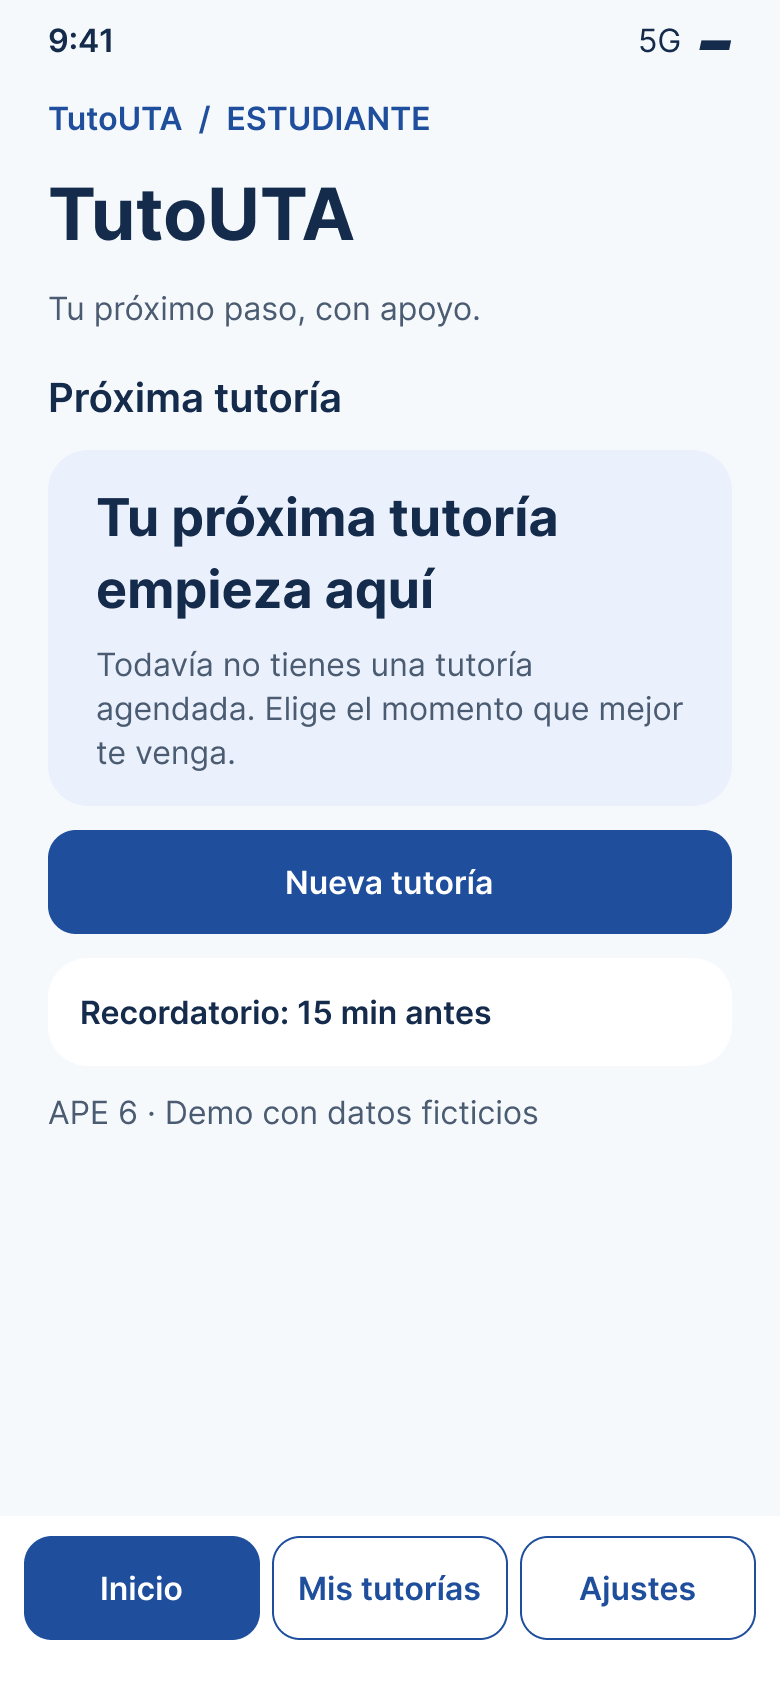 9:41 5G
TutoUTA / ESTUDIANTE
TutoUTA
Tu próximo paso, con apoyo.
Próxima tutoría
Tu próxima tutoría
empieza aquí
Todavía no tienes una tutoría
agendada. Elige el momento que mejor
te venga.
Nueva tutoría
Recordatorio: 15 min antes
APE 6 · Demo con datos ficticios
Inicio Mis tutorías Ajustes